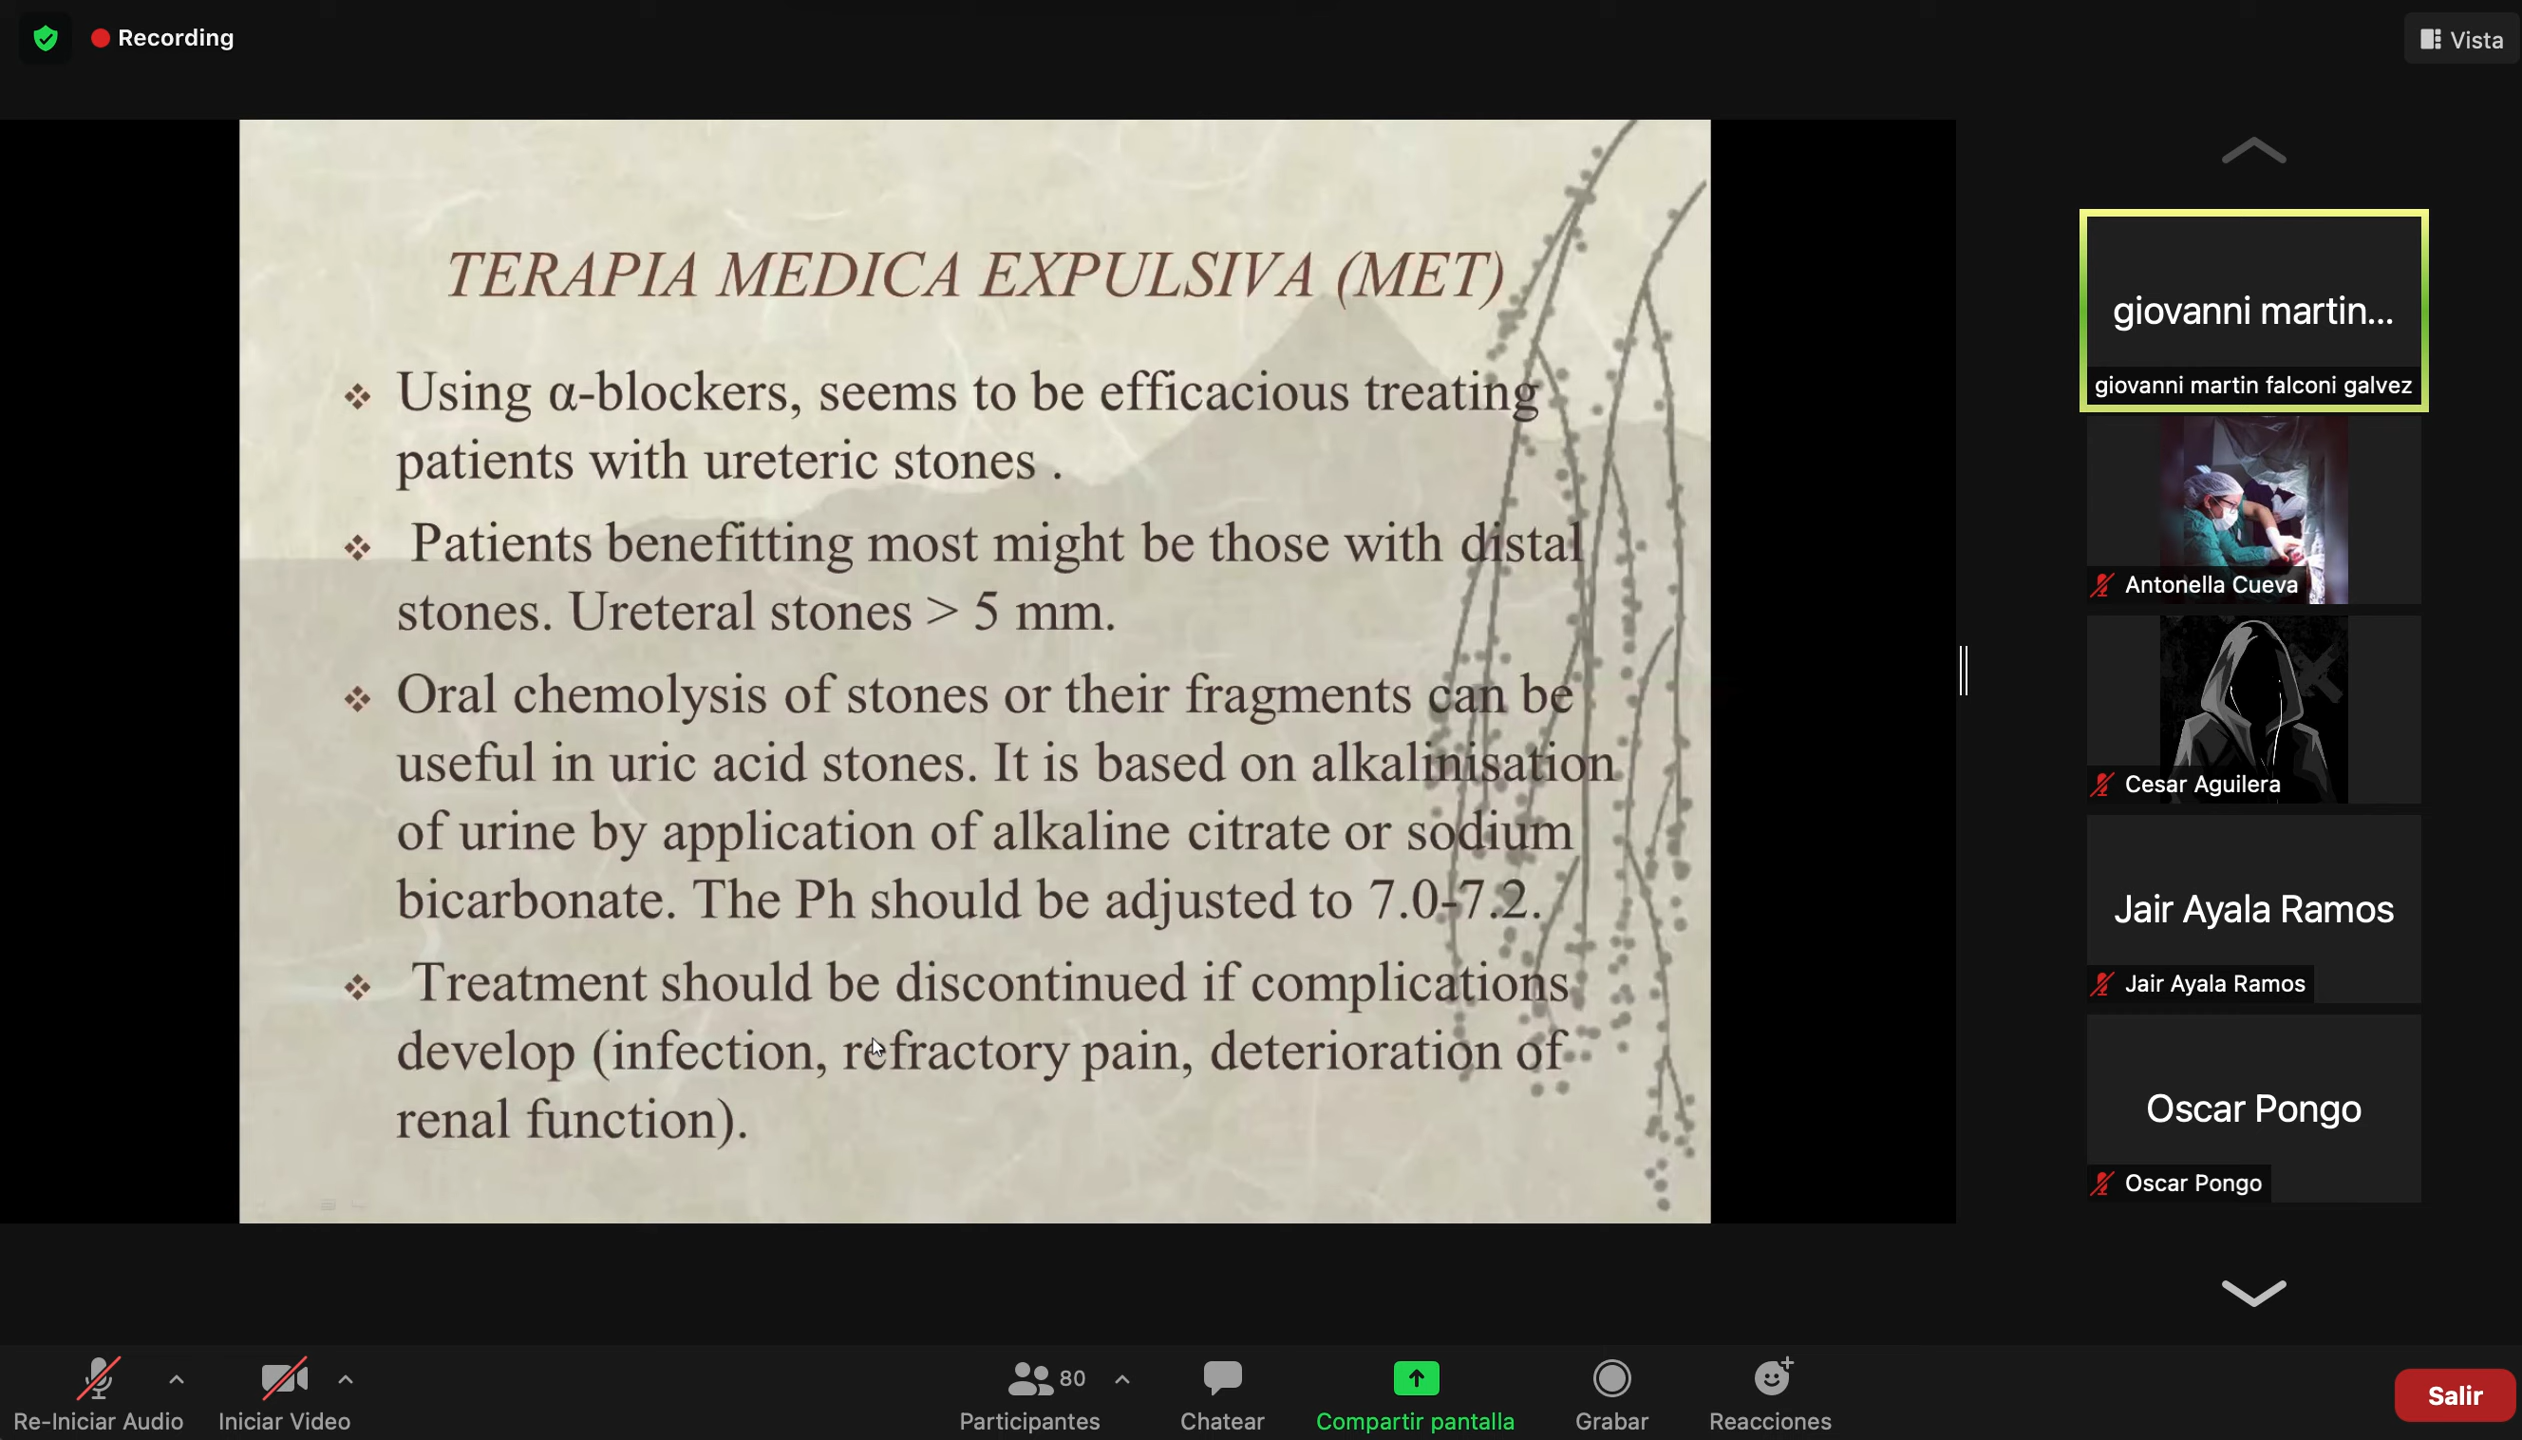 Recording
Vista
TERAPIA MEDICA EXPULSIVA (MET)
Using α-blockers, seems to be efficacious treating
patients with ureteric stones .
Patients benefitting most might be those with distal
stones. Ureteral stones > 5 mm.
Oral chemolysis of stones or their fragments can be
useful in uric acid stones. It is based on alkalinisation
of urine by application of alkaline citrate or sodium
bicarbonate. The Ph should be adjusted to 7.0-7.2.
Treatment should be discontinued if complications
develop (infection, refractory pain, deterioration of
renal function).
giovanni martin...
giovanni martin falconi galvez
Antonella Cueva
Cesar Aguilera
Jair Ayala Ramos
Jair Ayala Ramos
Oscar Pongo
Oscar Pongo
Re-Iniciar Audio
Iniciar Video
80
Participantes
Chatear
Compartir pantalla
Grabar
Reacciones
Salir